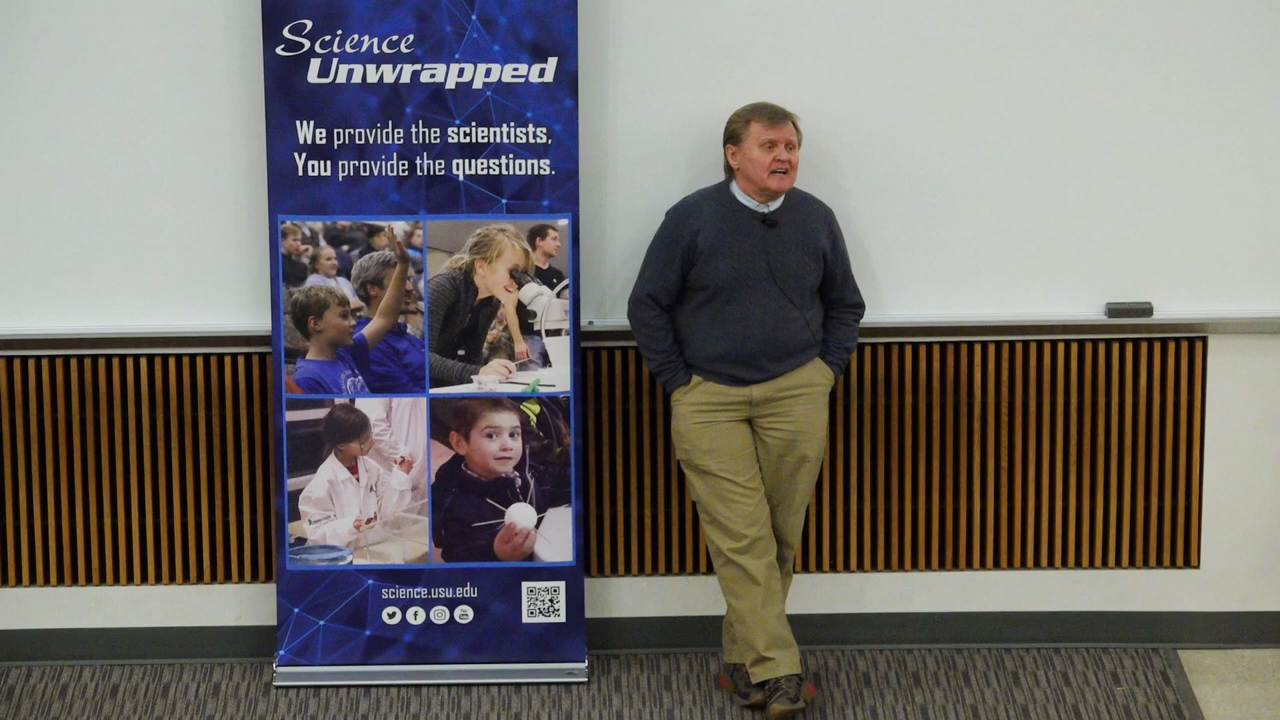 Science
Unwrapped
We provide the scientists,
You provide the questions.
science.usu.edu